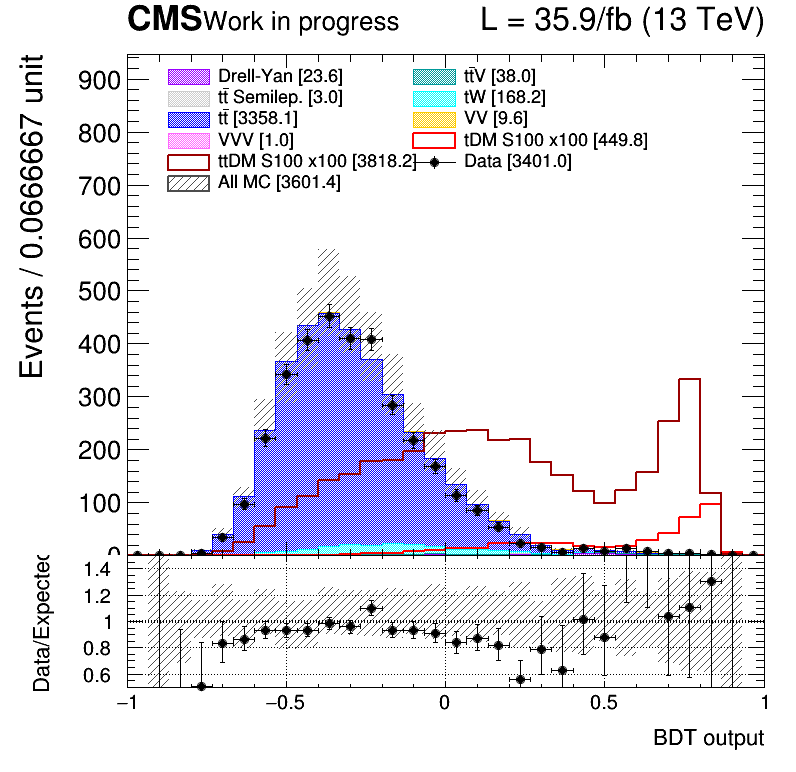 CMS Work in progress L = 35.9/fb (13 TeV)
Events / 0.0666667 unit
900
800
700
600
500
400
300
200
100
0
Drell-Yan [23.6] tt̄V [38.0]
tt̄ Semilep. [3.0] tW [168.2]
tt̄ [3358.1] VV [9.6]
VVV [1.0] tDM S100 x100 [449.8]
ttDM S100 x100 [3818.2] Data [3401.0]
All MC [3601.4]
Data/Expected
1.4
1.2
1
0.8
0.6
−1 −0.5 0 0.5 1
BDT output